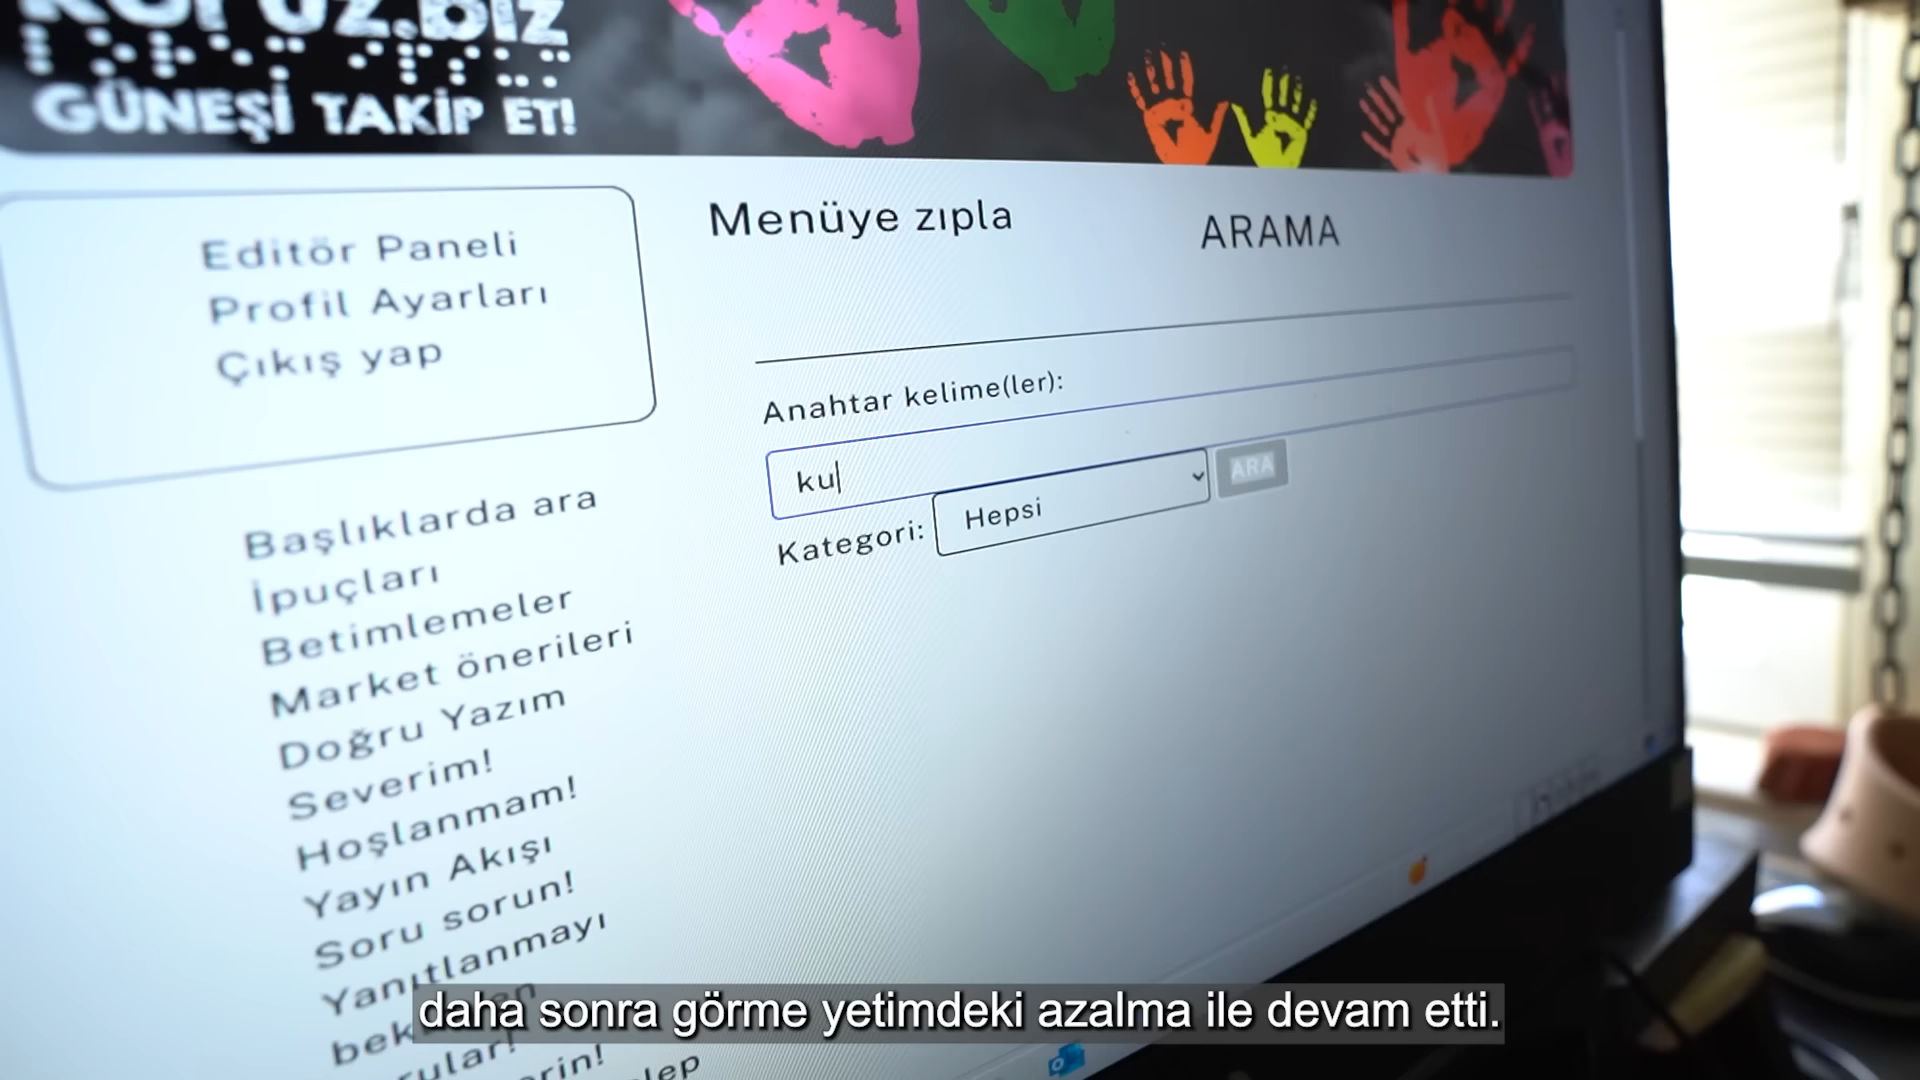 GÜNEŞİ TAKİP ET!
Editör Paneli
Profil Ayarları
Çıkış yap
Menüye zıpla
ARAMA
Anahtar kelime(ler):
ku
Kategori:
Hepsi
ARA
Başlıklarda ara
İpuçları
Betimlemeler
Market önerileri
Doğru Yazım
Severim!
Hoşlanmam!
Yayın Akışı
Soru sorun!
Yanıtlanmayı
daha sonra görme yetimdeki azalma ile devam etti.